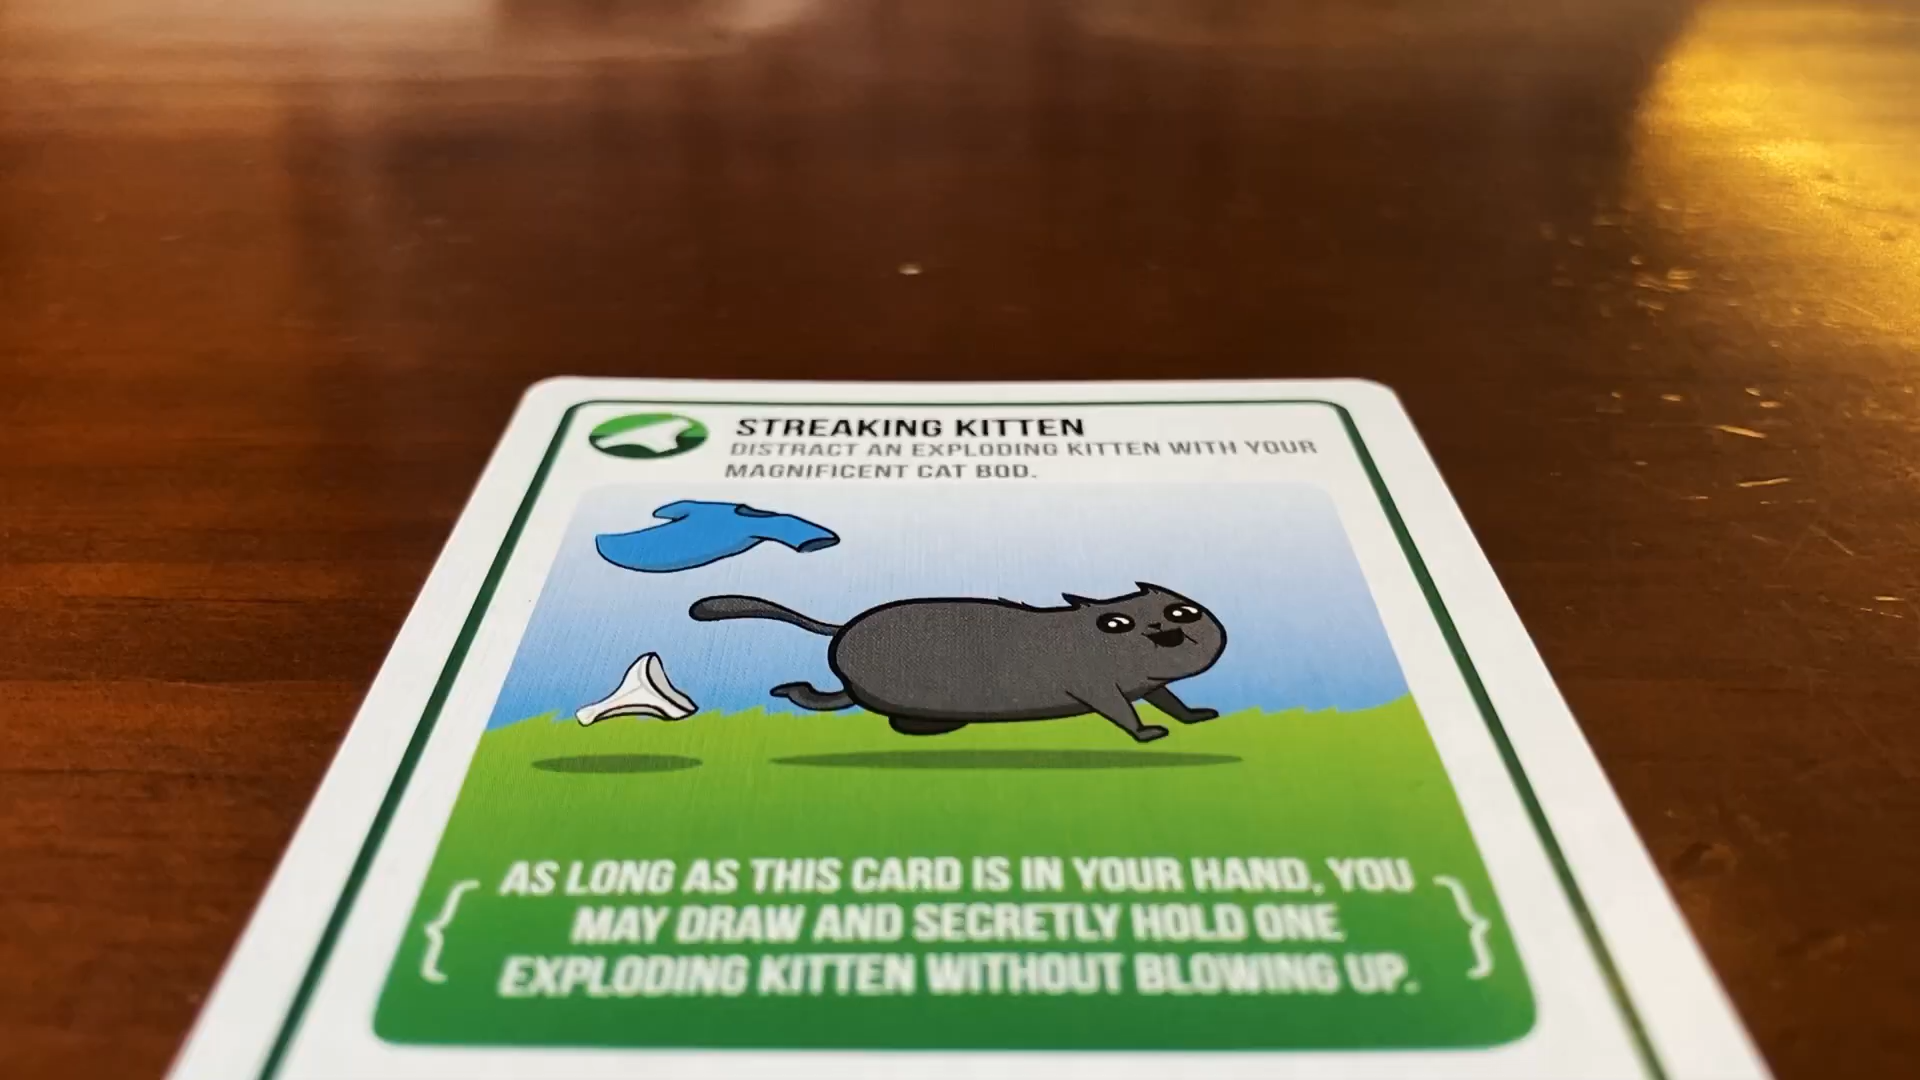 STREAKING KITTEN
DISTRACT AN EXPLODING KITTEN WITH YOUR
MAGNIFICENT CAT BOD.
AS LONG AS THIS CARD IS IN YOUR HAND, YOU
MAY DRAW AND SECRETLY HOLD ONE
EXPLODING KITTEN WITHOUT BLOWING UP.